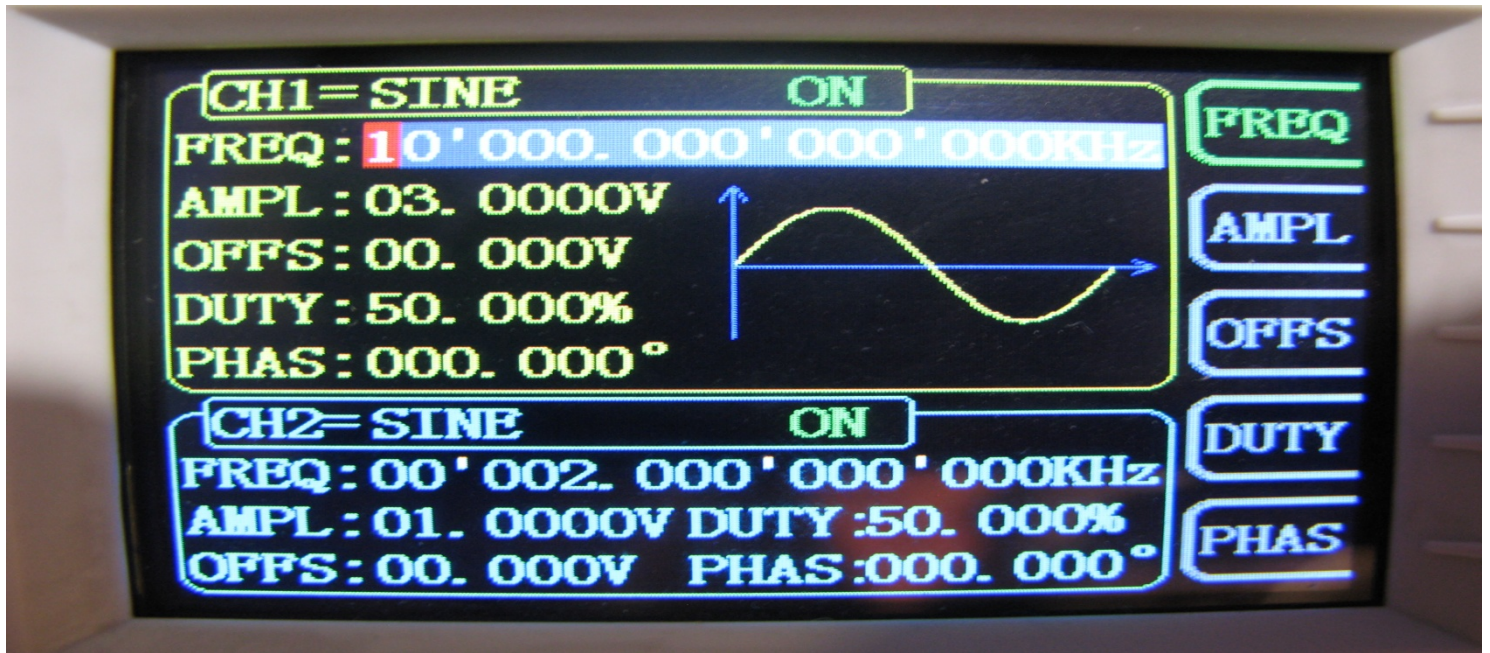 CH1=SINE ON
FREQ:10'000.000'000'000KHz
AMPL:03.0000V
OFFS:00.000V
DUTY:50.000%
PHAS:000.000°
CH2=SINE ON
FREQ:00'002.000'000'000KHz
AMPL:01.0000V DUTY:50.000%
OFFS:00.000V PHAS:000.000°
FREQ
AMPL
OFFS
DUTY
PHAS